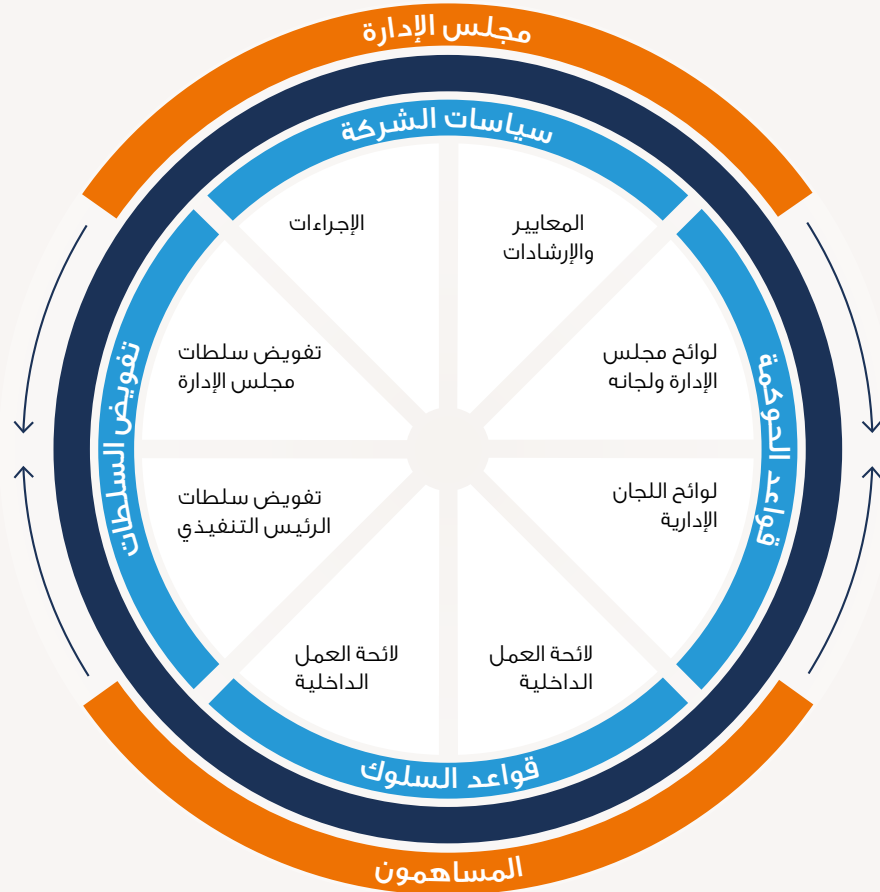 مجلس الإدارة
سياسات الشركة
المعايير
والإرشادات
الإجراءات
قواعد الحوكمة
لوائح مجلس
الإدارة ولجانه
تفويض سلطات
مجلس الإدارة
تفويض السلطات
لوائح اللجان
الإدارية
تفويض سلطات
الرئيس التنفيذي
لائحة العمل
الداخلية
لائحة العمل
الداخلية
قواعد السلوك
المساهمون